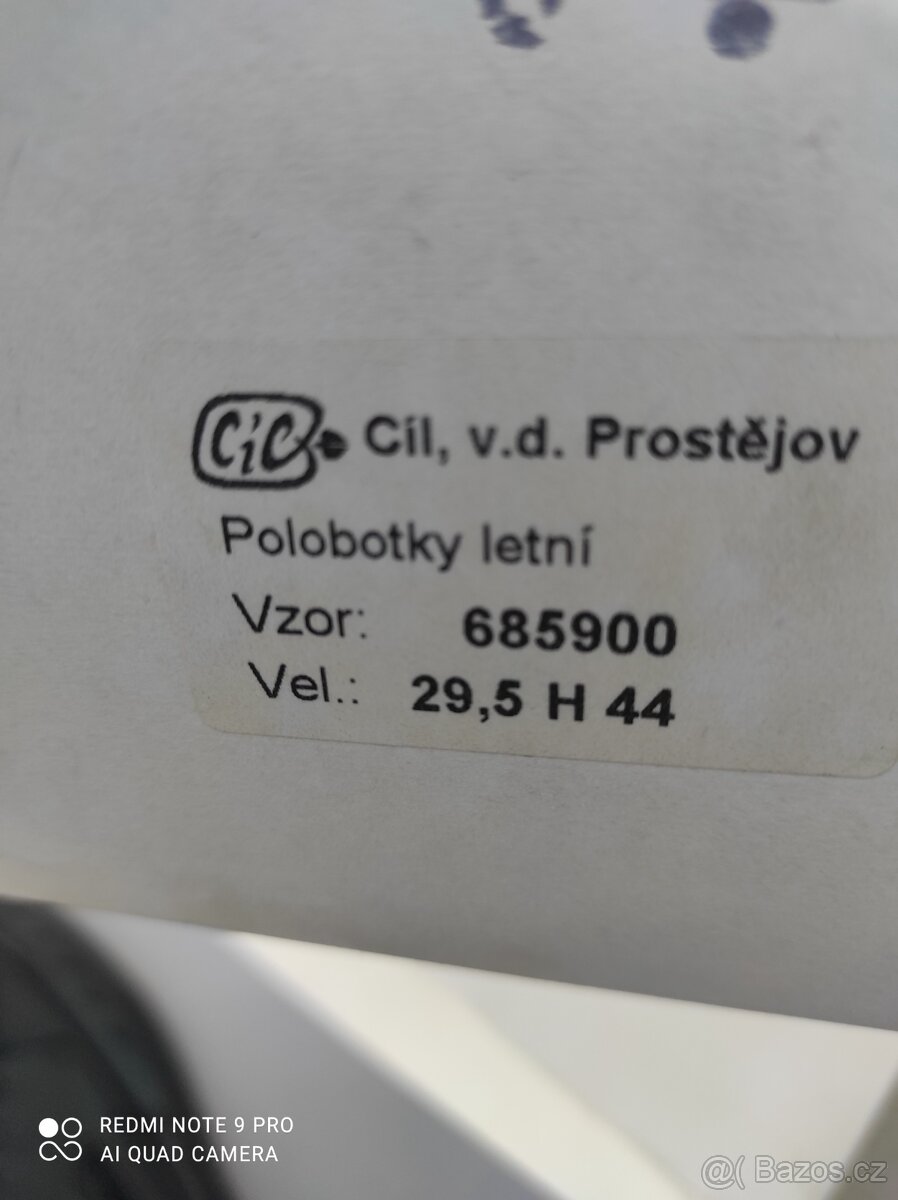 Cíl Cíl, v.d. Prostějov
Polobotky letní
Vzor: 685900
Vel.: 29,5 H 44
REDMI NOTE 9 PRO
AI QUAD CAMERA
@( Bazos.cz